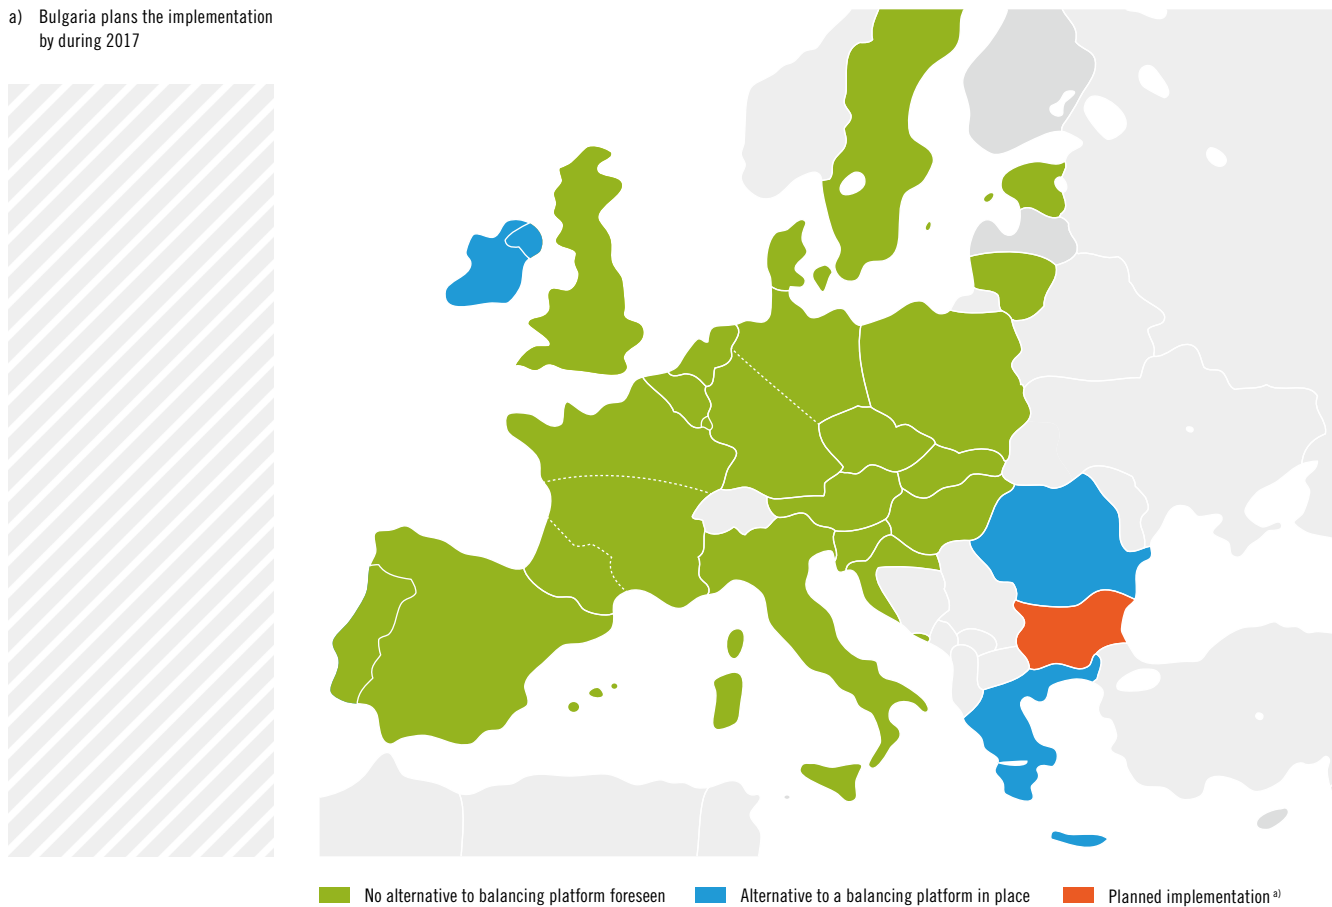 a) Bulgaria plans the implementation
by during 2017
No alternative to balancing platform foreseen
Alternative to a balancing platform in place
Planned implementation a)